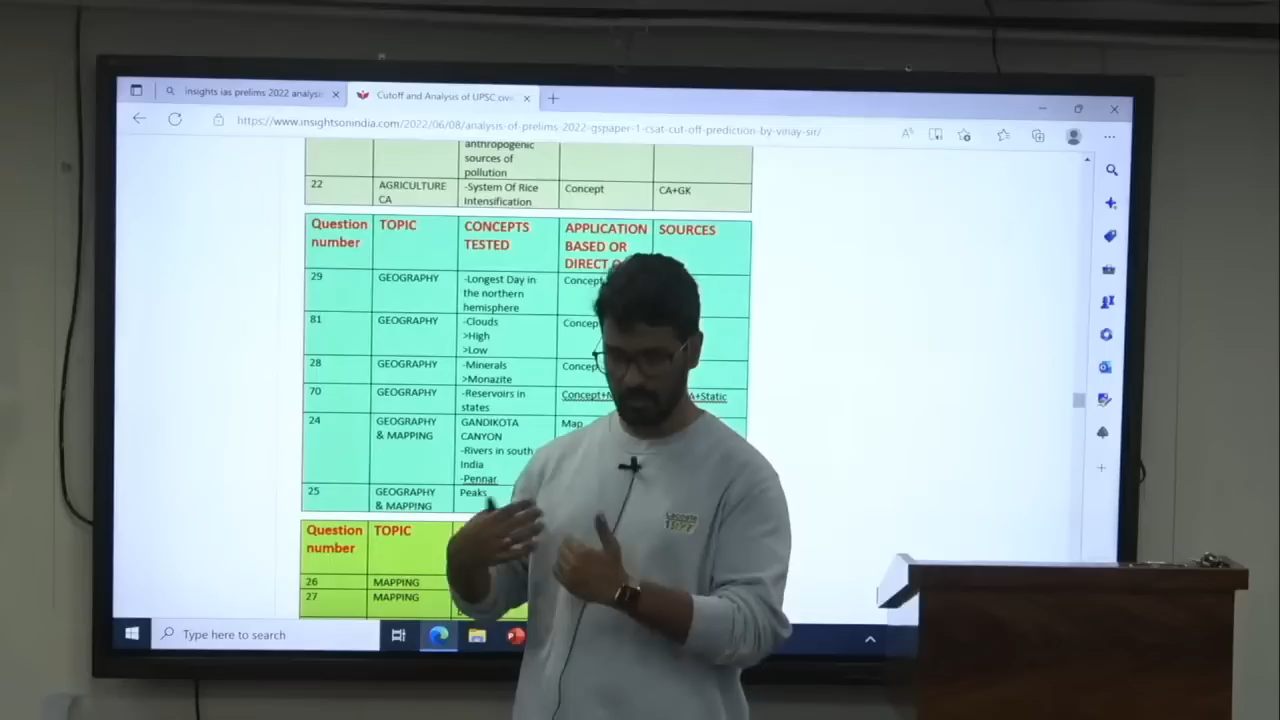 insights ias prelims 2022 analysis
Cutoff and Analysis of UPSC civi
https://www.insightsonindia.com/2022/06/08/analysis-of-prelims-2022-gspaper-1-csat-cut-off-prediction-by-vinay-sir/
anthropogenic
sources of
pollution
22
AGRICULTURE
CA
-System Of Rice
Intensification
Concept
CA+GK
Question
number
TOPIC
CONCEPTS
TESTED
APPLICATION
BASED OR
DIRECT
SOURCES
29
GEOGRAPHY
-Longest Day in
the northern
hemisphere
Concept
81
GEOGRAPHY
-Clouds
>High
>Low
Concep
28
GEOGRAPHY
-Minerals
>Monazite
Concep
70
GEOGRAPHY
-Reservoirs in
states
Concept+
A+Static
24
GEOGRAPHY
& MAPPING
GANDIKOTA
CANYON
-Rivers in south
India
-Pennar
Map
25
GEOGRAPHY
& MAPPING
Peaks
Question
number
TOPIC
26
MAPPING
27
MAPPING
Type here to search